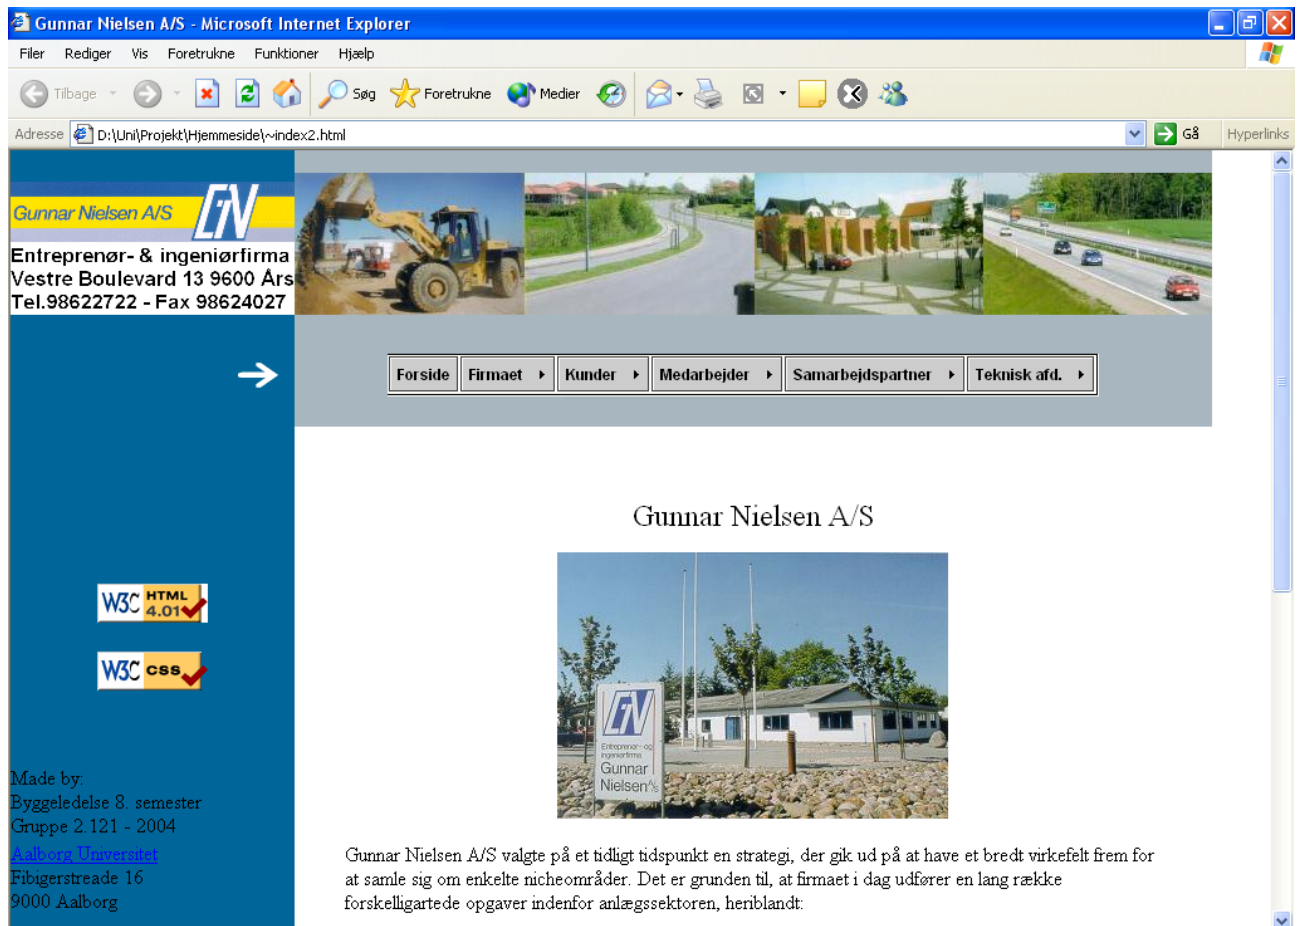 Gunnar Nielsen A/S - Microsoft Internet Explorer
Filer Rediger Vis Foretrukne Funktioner Hjælp
Tilbage Søg Foretrukne Medier
Adresse D:\Uni\Projekt\Hjemmeside\~index2.html Gå Hyperlinks
Gunnar Nielsen A/S GN
Entreprenør- & ingeniørfirma
Vestre Boulevard 13 9600 Års
Tel.98622722 - Fax 98624027
Forside Firmaet Kunder Medarbejder Samarbejdspartner Teknisk afd.
Gunnar Nielsen A/S
W3C HTML 4.01
W3C css
GN
Entreprenør- og
ingeniørfirma
Gunnar
Nielsen A/S
Made by:
Byggeledelse 8. semester
Gruppe 2.121 - 2004
Aalborg Universitet
Fibigerstreade 16
9000 Aalborg
Gunnar Nielsen A/S valgte på et tidligt tidspunkt en strategi, der gik ud på at have et bredt virkefelt frem for
at samle sig om enkelte nicheområder. Det er grunden til, at firmaet i dag udfører en lang række
forskelligartede opgaver indenfor anlægssektoren, heriblandt: